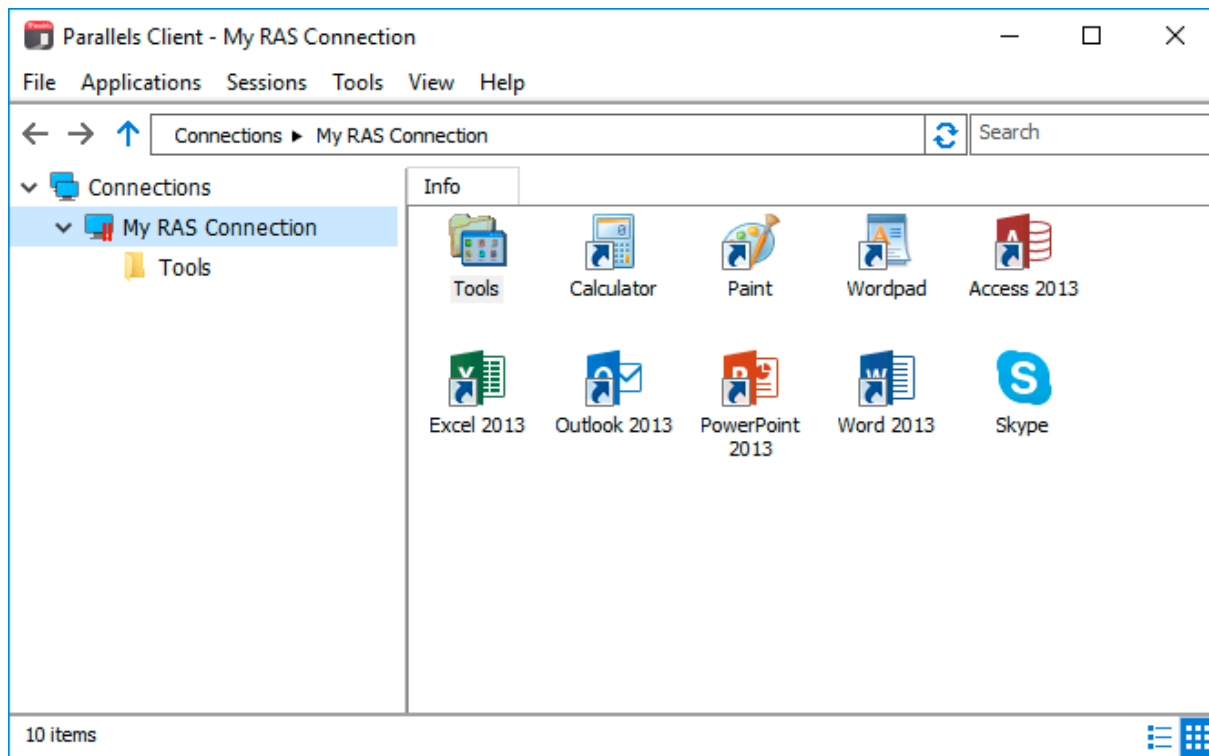 Parallels Client - My RAS Connection
File Applications Sessions Tools View Help
Connections ▸ My RAS Connection
Search
Connections
My RAS Connection
Tools
Info
Tools Calculator Paint Wordpad Access 2013
Excel 2013 Outlook 2013 PowerPoint 2013 Word 2013 Skype
10 items